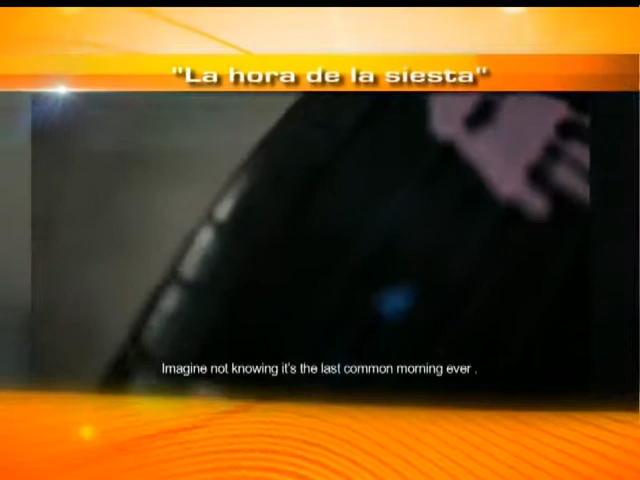 "La hora de la siesta"
Imagine not knowing it's the last common morning ever .